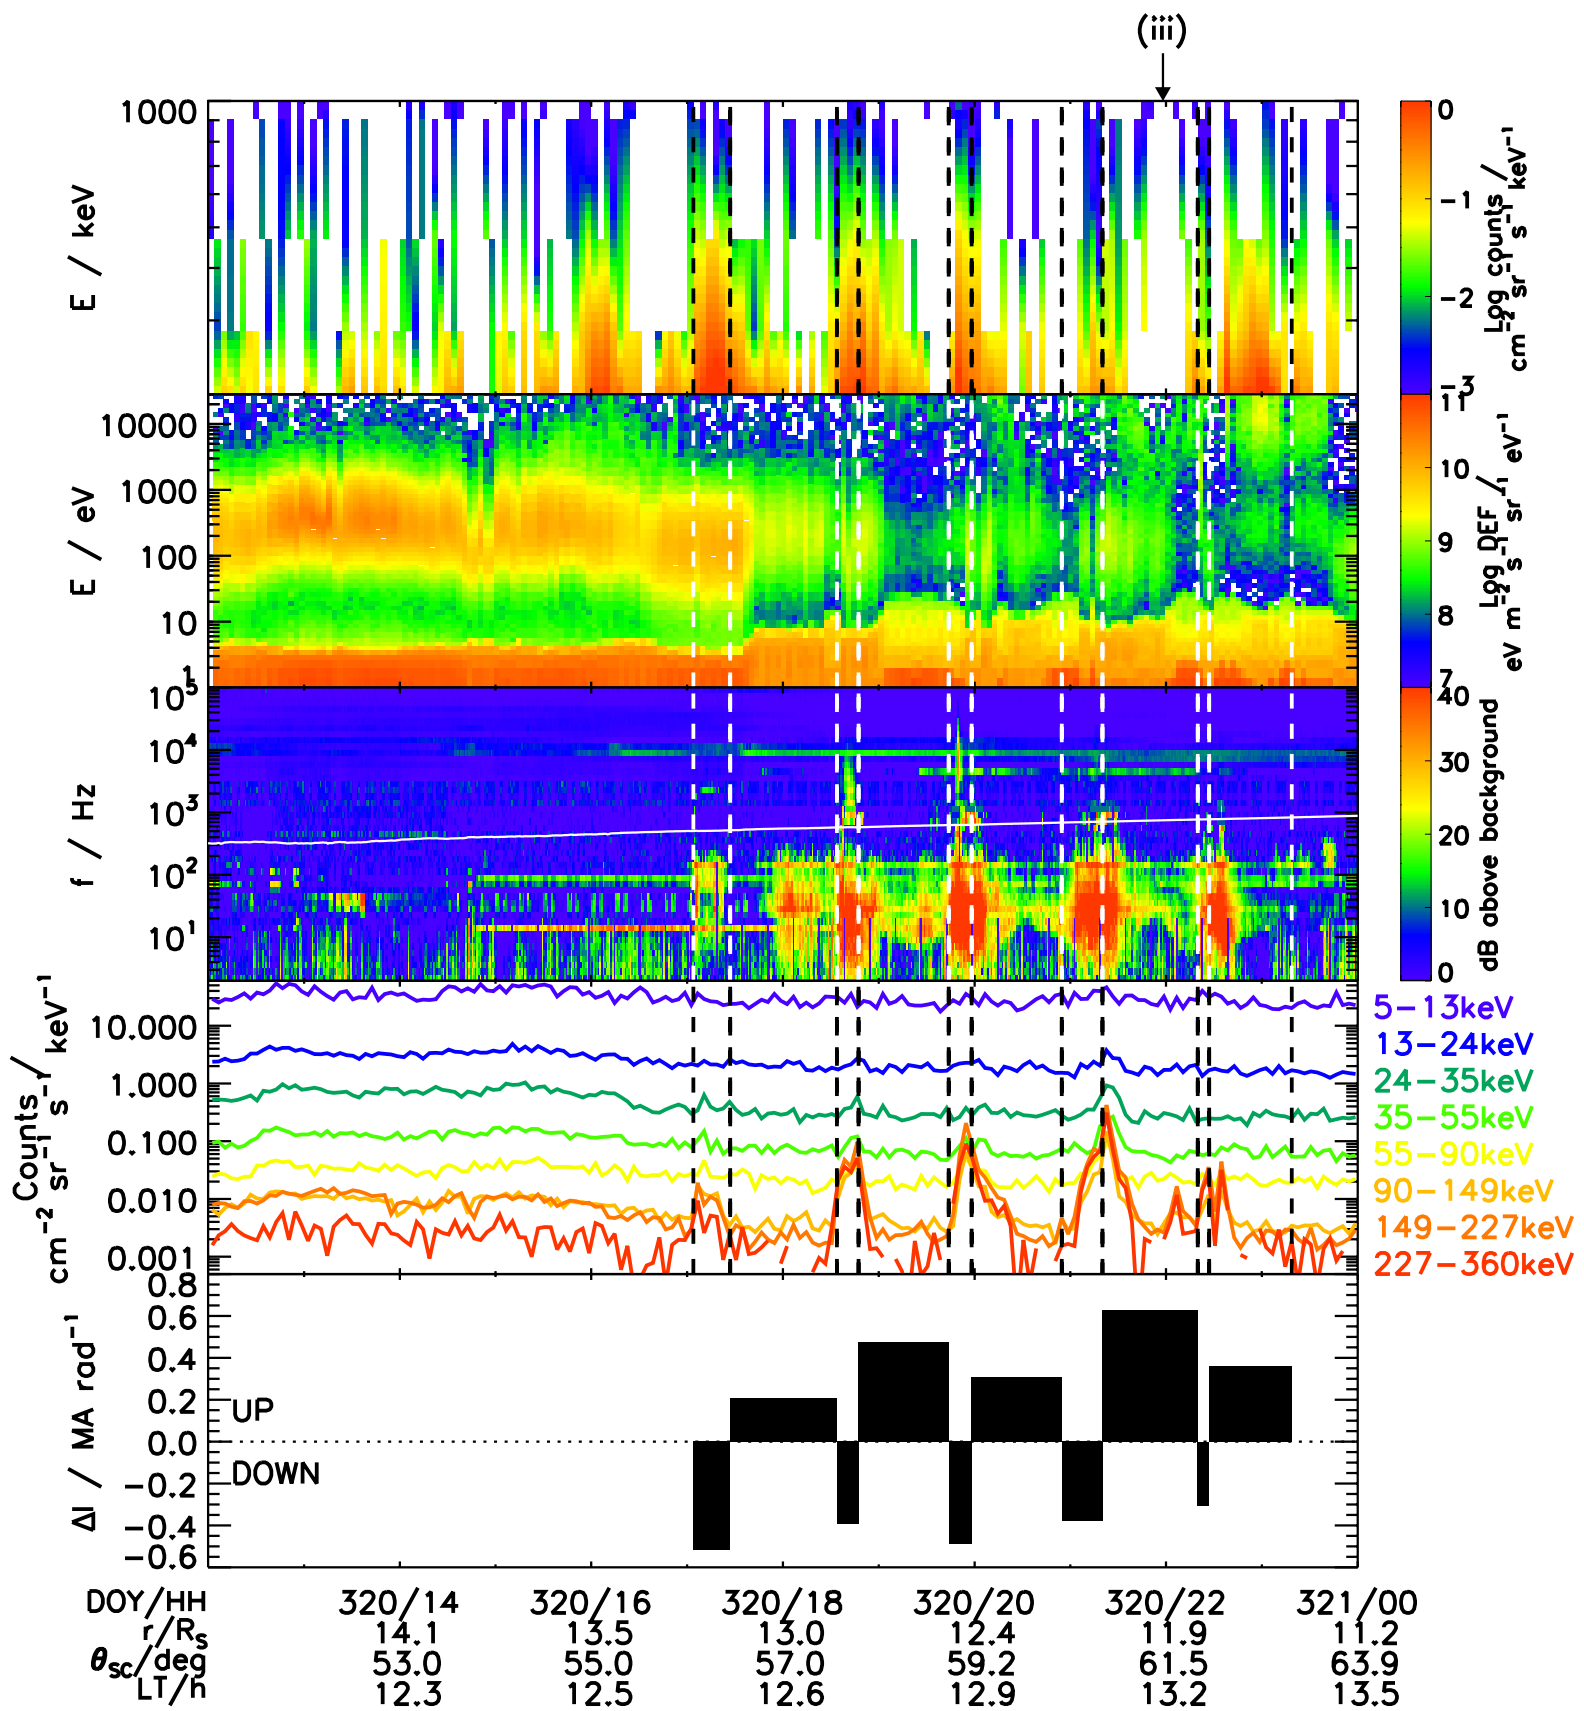 (iii)
1000
E / keV
0
−1
−2
−3
Log counts /
cm⁻² sr⁻¹ s⁻¹ keV⁻¹
10000
1000
100
10
1
E / eV
11
10
9
8
7
Log DEF /
eV m⁻² s⁻¹ sr⁻¹ eV⁻¹
10⁵
10⁴
10³
10²
10¹
f / Hz
40
30
20
10
0
dB above background
10.000
1.000
0.100
0.010
0.001
Counts /
cm⁻² sr⁻¹ s⁻¹ keV⁻¹
5−13keV
13−24keV
24−35keV
35−55keV
55−90keV
90−149keV
149−227keV
227−360keV
0.8
0.6
0.4
0.2
0.0
−0.2
−0.4
−0.6
ΔI / MA rad⁻¹
UP
DOWN
DOY/HH 320/14 320/16 320/18 320/20 320/22 321/00
r/R_S 14.1 13.5 13.0 12.4 11.9 11.2
θ_SC/deg 53.0 55.0 57.0 59.2 61.5 63.9
LT/h 12.3 12.5 12.6 12.9 13.2 13.5